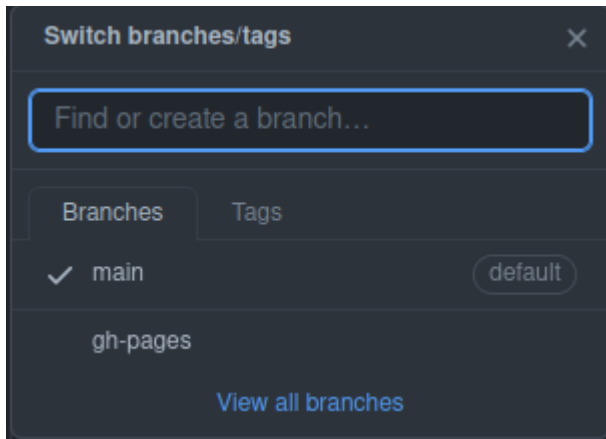 Switch branches/tags
Find or create a branch...
Branches Tags
main default
gh-pages
View all branches